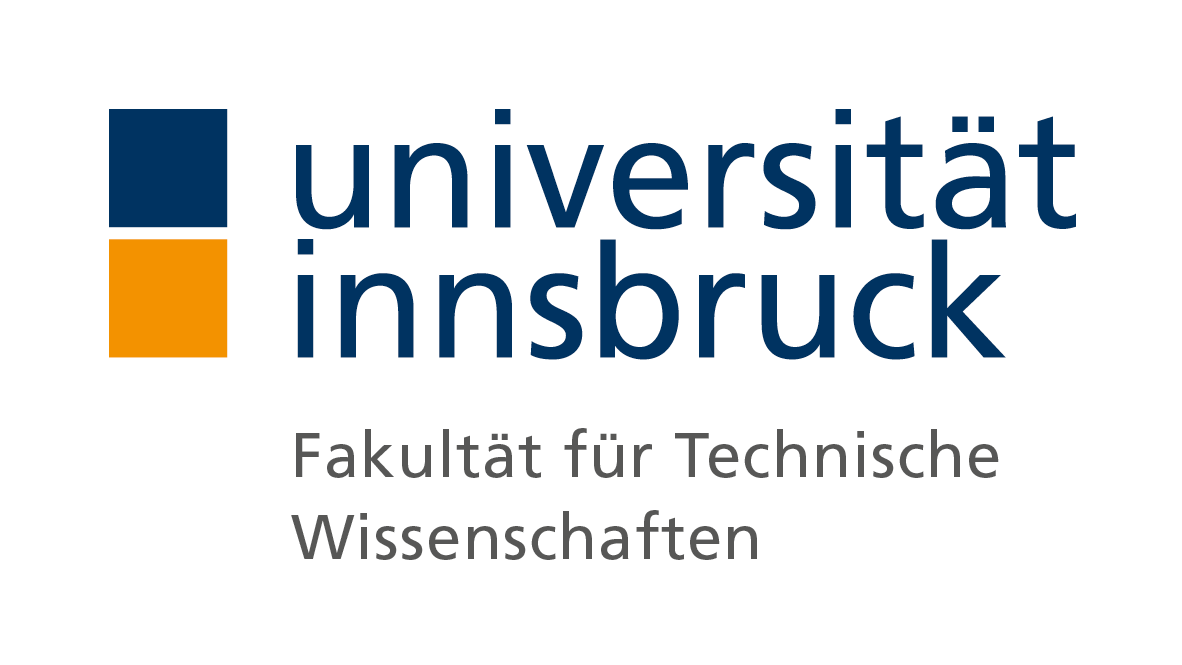 universität
innsbruck
Fakultät für Technische
Wissenschaften